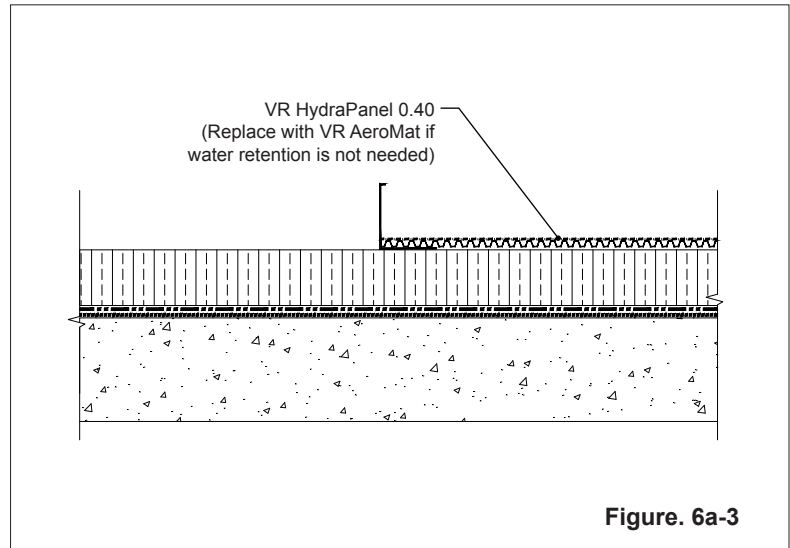 VR HydraPanel 0.40
(Replace with VR AeroMat if
water retention is not needed)
Figure. 6a-3